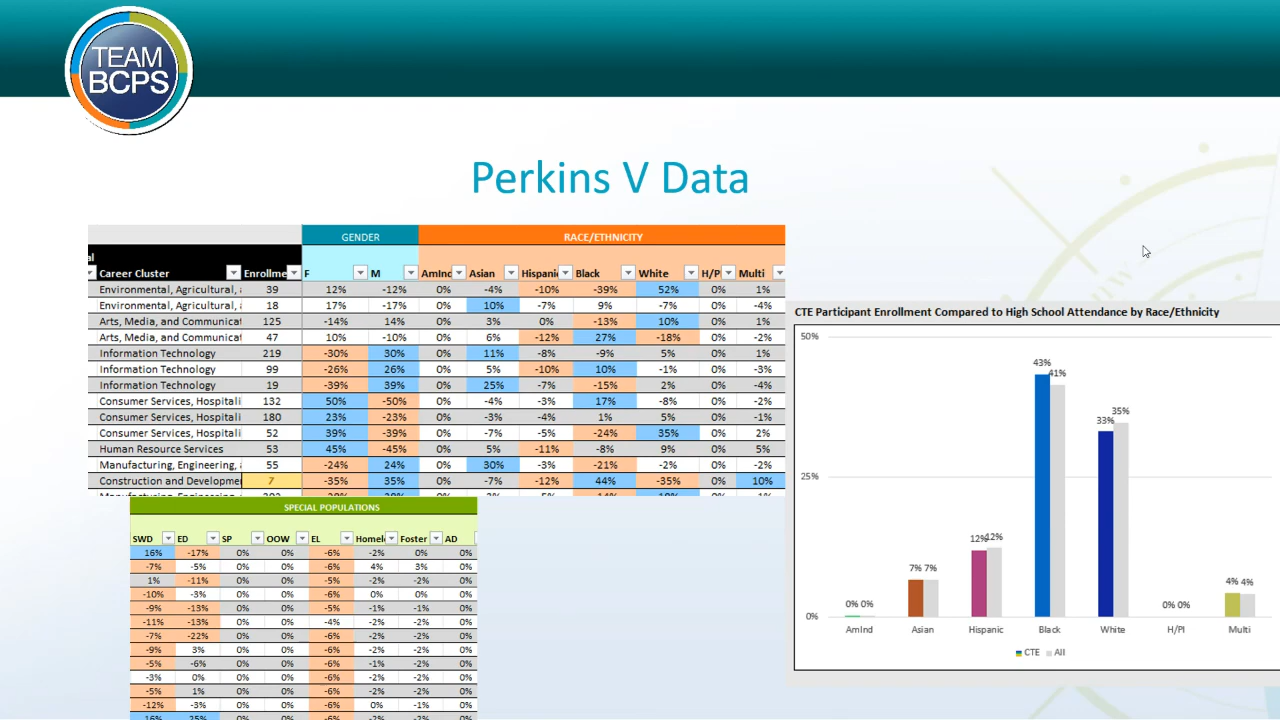 TEAM
BCPS
Perkins V Data
GENDER RACE/ETHNICITY
al
Career Cluster Enrollme F M AmInd Asian Hispani Black White H/P Multi
Environmental, Agricultural, 39 12% -12% 0% -4% -10% -39% 52% 0% 1%
Environmental, Agricultural, 18 17% -17% 0% 10% -7% 9% -7% 0% -4%
Arts, Media, and Communicat 125 -14% 14% 0% 3% 0% -13% 10% 0% 1%
Arts, Media, and Communicat 47 10% -10% 0% 6% -12% 27% -18% 0% -2%
Information Technology 219 -30% 30% 0% 11% -8% -9% 5% 0% 1%
Information Technology 99 -26% 26% 0% 5% -10% 10% -1% 0% -3%
Information Technology 19 -39% 39% 0% 25% -7% -15% 2% 0% -4%
Consumer Services, Hospitali 132 50% -50% 0% -4% -3% 17% -8% 0% -2%
Consumer Services, Hospitali 180 23% -23% 0% -3% -4% 1% 5% 0% -1%
Consumer Services, Hospitali 52 39% -39% 0% -7% -5% -24% 35% 0% 2%
Human Resource Services 53 45% -45% 0% 5% -11% -8% 9% 0% 5%
Manufacturing, Engineering, 55 -24% 24% 0% 30% -3% -21% -2% 0% -2%
Construction and Developme 7 -35% 35% 0% -7% -12% 44% -35% 0% 10%
SPECIAL POPULATIONS
SWD ED SP OOW EL Homel Foster AD
16% -17% 0% 0% -6% -2% 0% 0%
-7% -5% 0% 0% -6% 4% 3% 0%
1% -11% 0% 0% -5% -2% -2% 0%
-10% -3% 0% 0% -6% 0% 0% 0%
-9% -13% 0% 0% -5% -1% -1% 0%
-11% -13% 0% 0% -4% -2% -2% 0%
-7% -22% 0% 0% -6% -2% -2% 0%
-9% 3% 0% 0% -6% -2% -2% 0%
-5% -6% 0% 0% -6% -1% -2% 0%
-3% 0% 0% 0% -6% -2% -2% 0%
-5% 1% 0% 0% -6% -2% -2% 0%
-12% -3% 0% 0% -6% 0% -1% 0%
16% 25% 0% 0% -6% -2% -2% 0%
CTE Participant Enrollment Compared to High School Attendance by Race/Ethnicity
50%
43% 41%
33% 35%
25%
12% 12%
7% 7%
4% 4%
0% 0% 0% 0%
0%
AmInd Asian Hispanic Black White H/PI Multi
CTE All